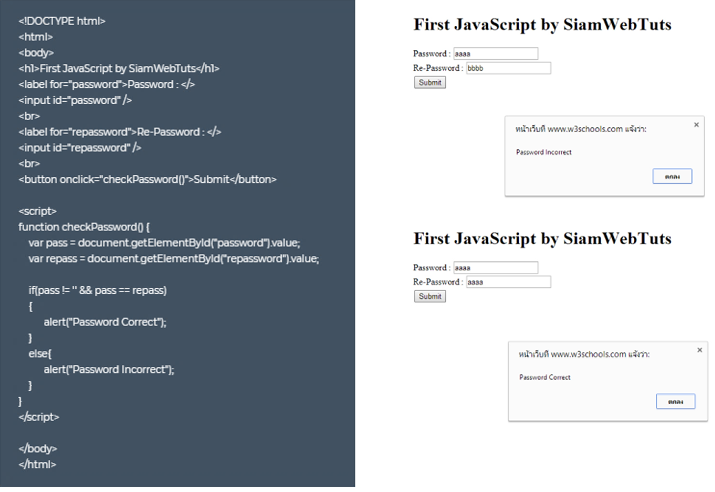 <!DOCTYPE html>
<html>
<body>
<h1>First JavaScript by SiamWebTuts</h1>
<label for="password">Password : </>
<input id="password" />
<br>
<label for="repassword">Re-Password : </>
<input id="repassword" />
<br>
<button onclick="checkPassword()">Submit</button>
<script>
function checkPassword() {
var pass = document.getElementById("password").value;
var repass = document.getElementById("repassword").value;
if(pass != '' && pass == repass)
{
alert("Password Correct");
}
else{
alert("Password Incorrect");
}
}
</script>
</body>
</html>
First JavaScript by SiamWebTuts
Password : aaaa
Re-Password : bbbb
Submit
หน้าเว็บที่ www.w3schools.com แจ้งว่า:
Password Incorrect
ตกลง
First JavaScript by SiamWebTuts
Password : aaaa
Re-Password : aaaa
Submit
หน้าเว็บที่ www.w3schools.com แจ้งว่า:
Password Correct
ตกลง